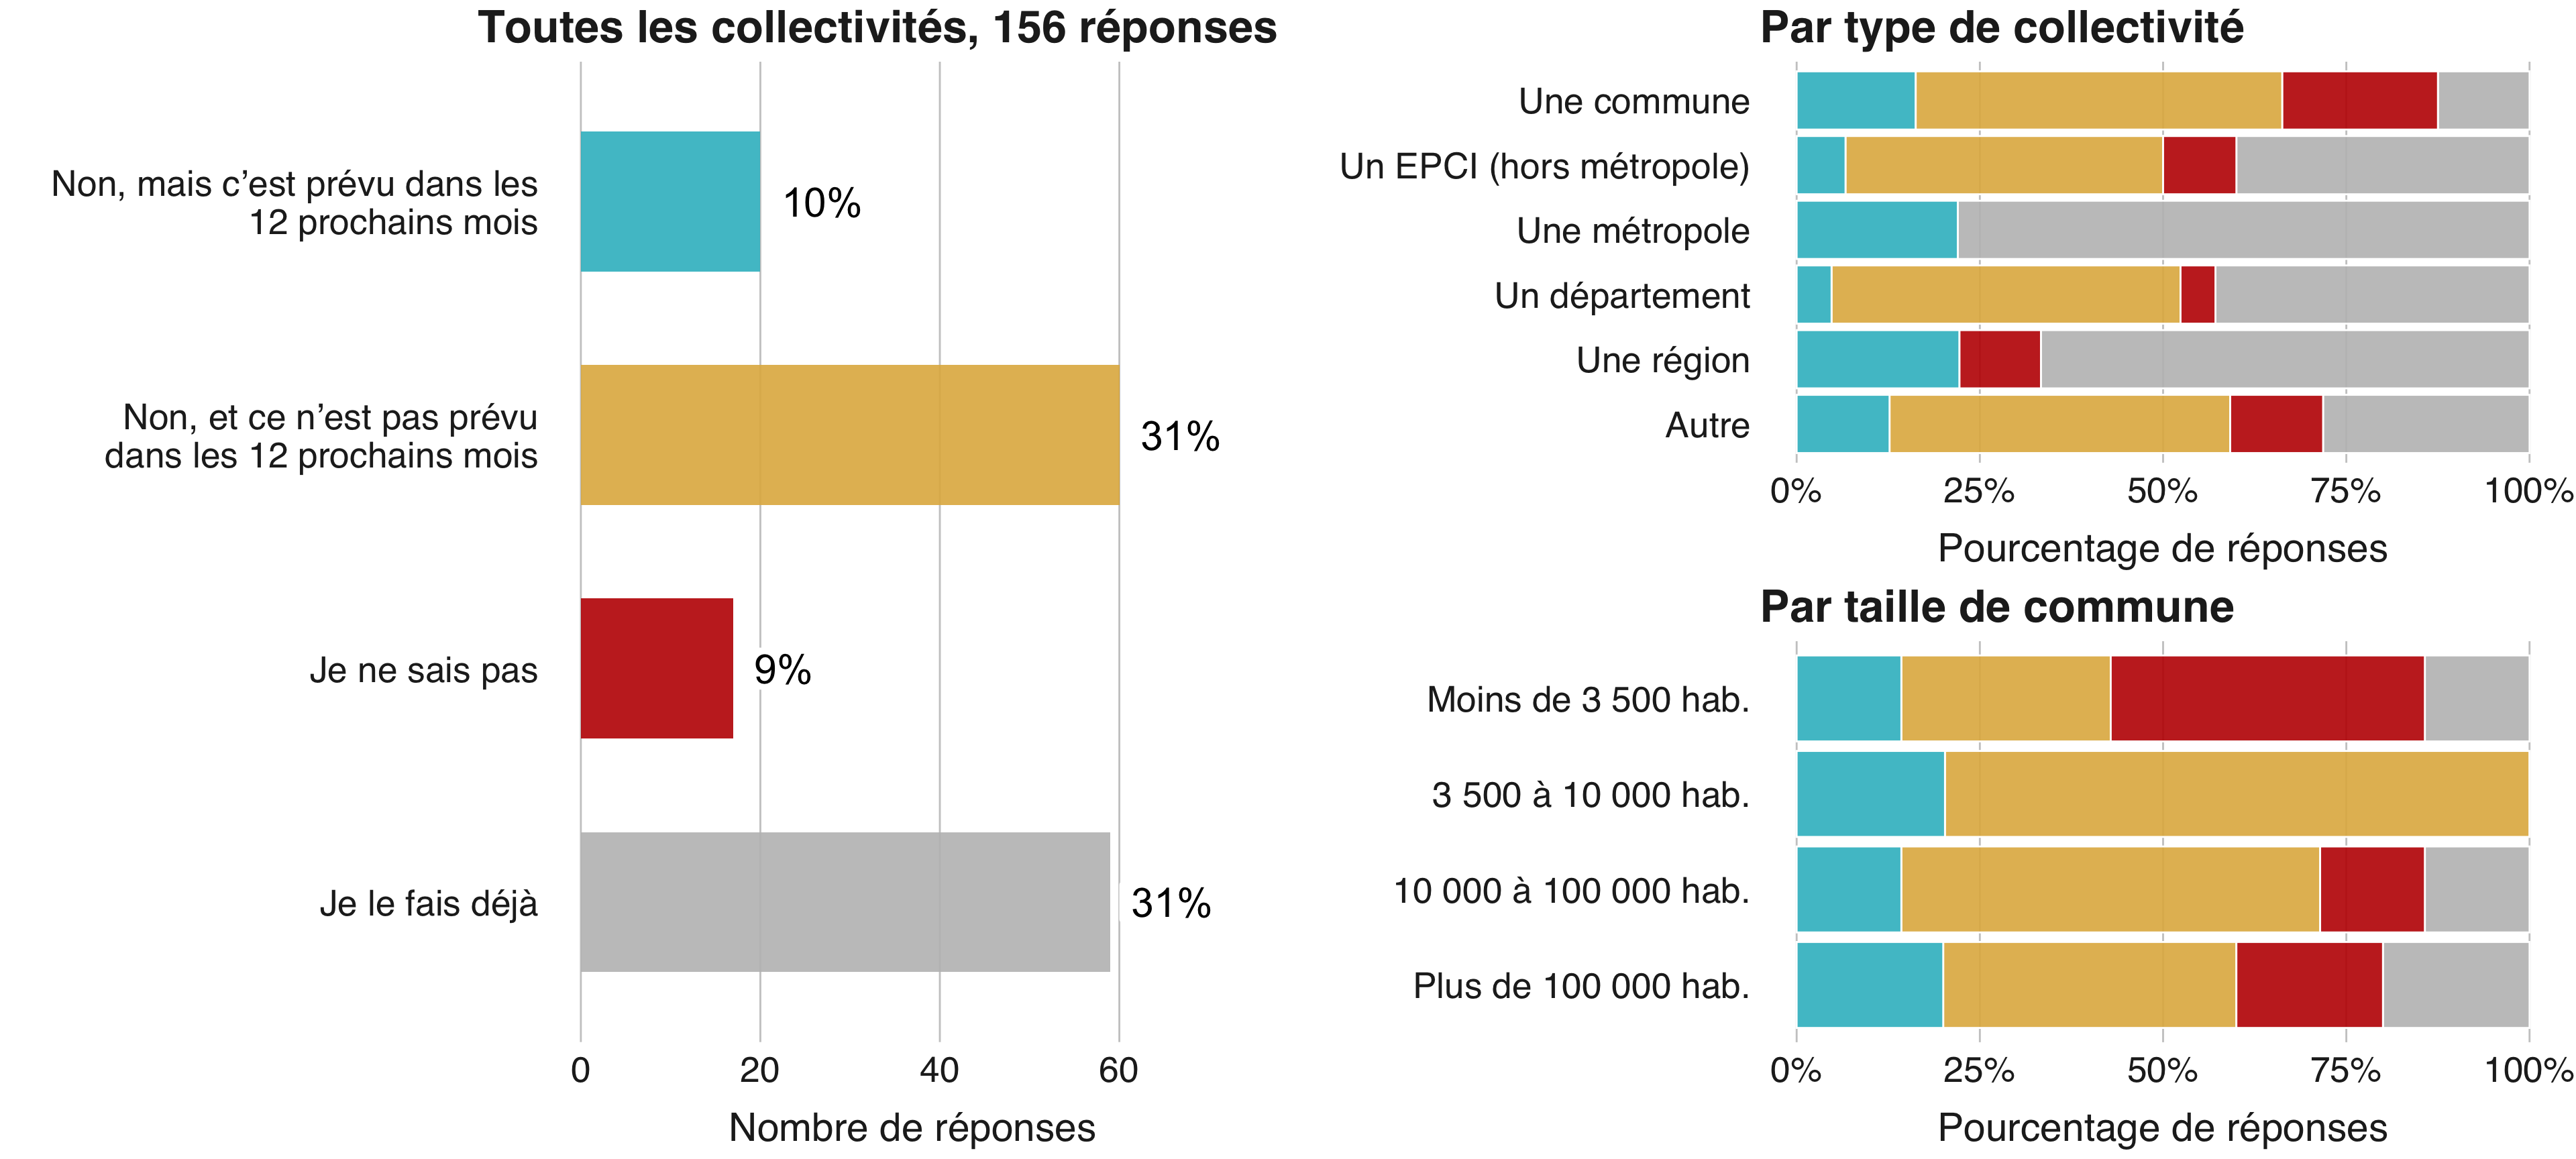 Toutes les collectivités, 156 réponses
Non, mais c’est prévu dans les
12 prochains mois
10%
Non, et ce n’est pas prévu
dans les 12 prochains mois
31%
Je ne sais pas
9%
Je le fais déjà
31%
0 20 40 60
Nombre de réponses
Par type de collectivité
Une commune
Un EPCI (hors métropole)
Une métropole
Un département
Une région
Autre
0% 25% 50% 75% 100%
Pourcentage de réponses
Par taille de commune
Moins de 3 500 hab.
3 500 à 10 000 hab.
10 000 à 100 000 hab.
Plus de 100 000 hab.
0% 25% 50% 75% 100%
Pourcentage de réponses